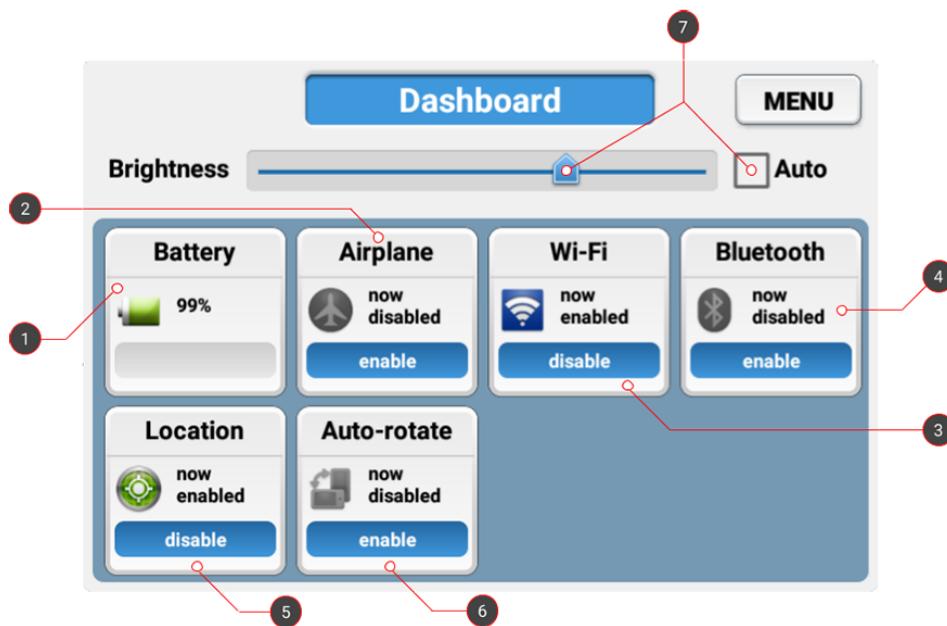 7
Dashboard
MENU
Brightness
Auto
2
Battery
Airplane
Wi-Fi
Bluetooth
4
99%
now
disabled
now
enabled
now
disabled
1
enable
disable
enable
3
Location
Auto-rotate
now
enabled
now
disabled
disable
enable
5
6